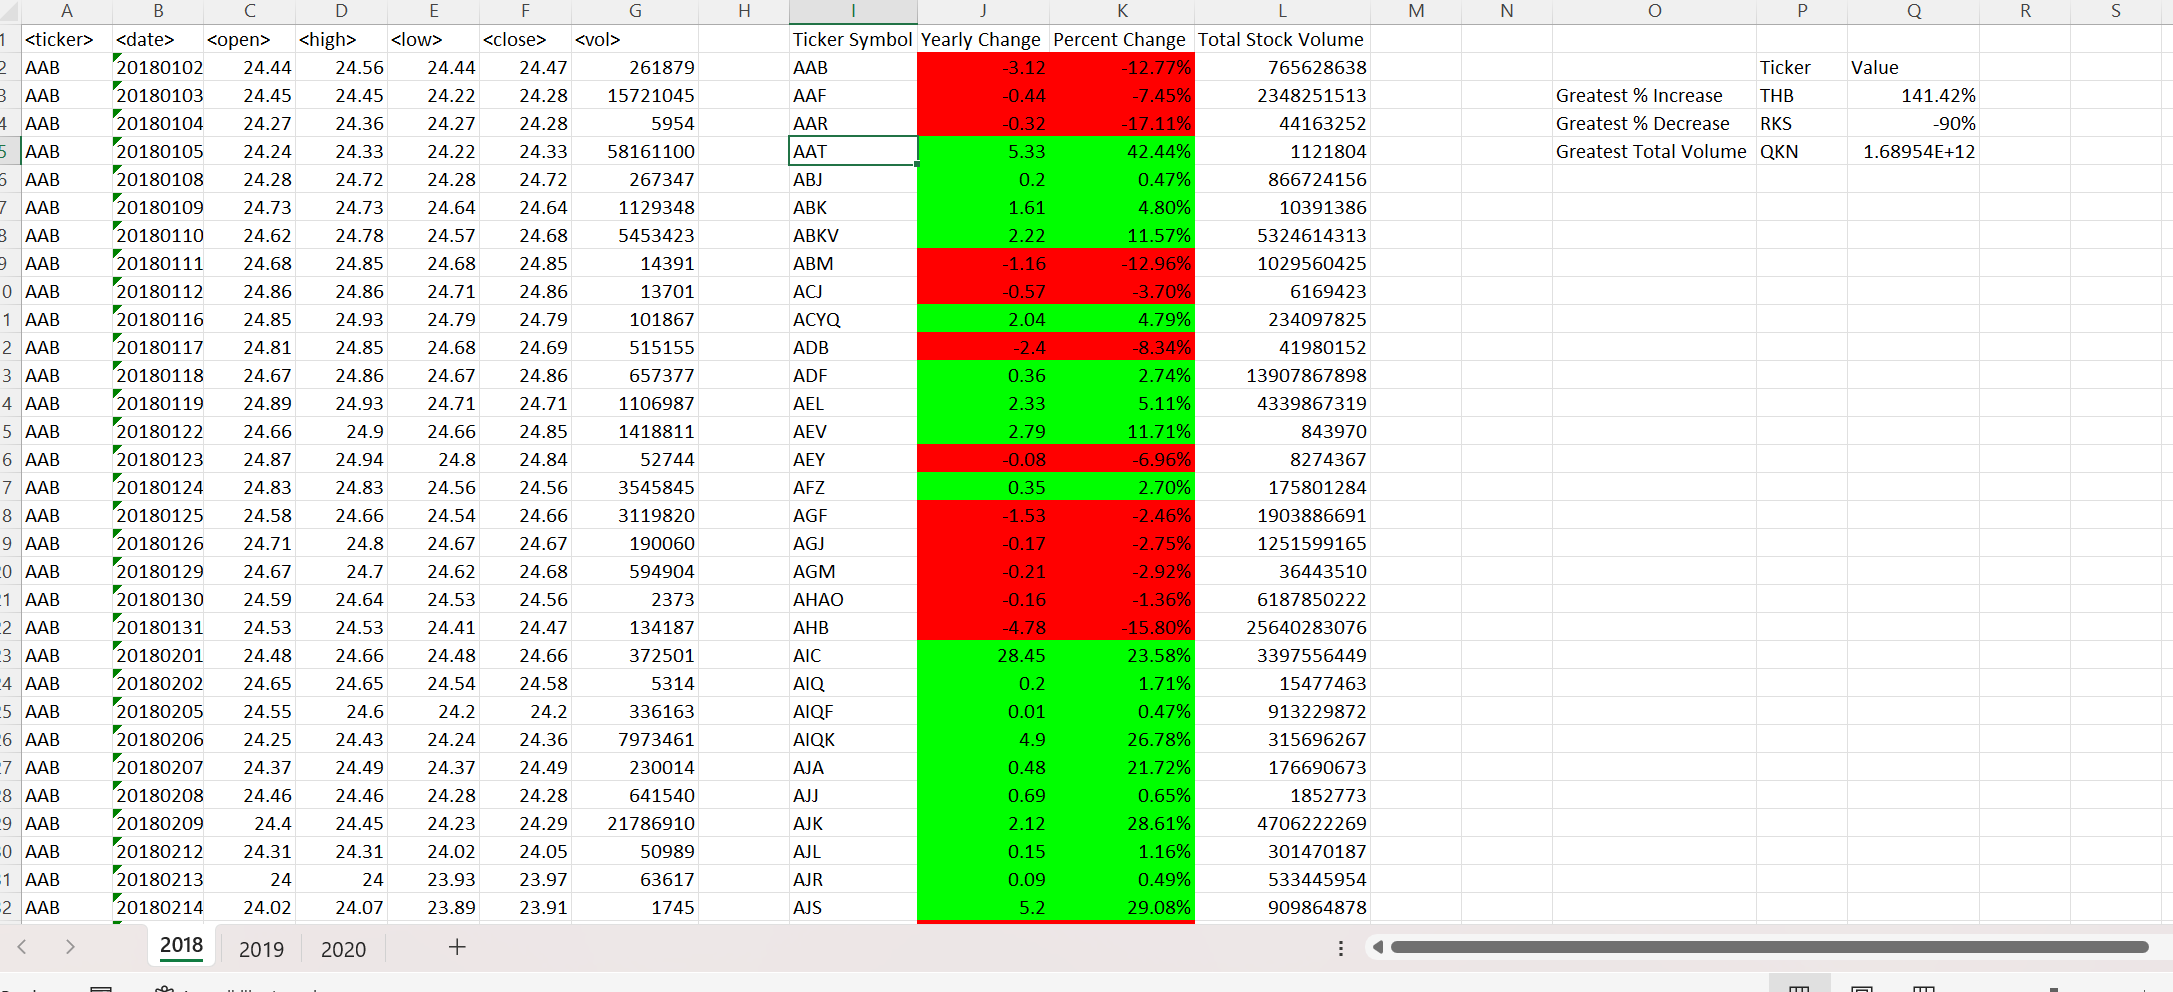 A B C D E F G H I J K L M N O P Q R S
1 <ticker> <date> <open> <high> <low> <close> <vol> Ticker Symbol Yearly Change Percent Change Total Stock Volume
2 AAB 20180102 24.44 24.56 24.44 24.47 261879 AAB -3.12 -12.77% 765628638 Ticker Value
3 AAB 20180103 24.45 24.45 24.22 24.28 15721045 AAF -0.44 -7.45% 2348251513 Greatest % Increase THB 141.42%
4 AAB 20180104 24.27 24.36 24.27 24.28 5954 AAR -0.32 -17.11% 44163252 Greatest % Decrease RKS -90%
5 AAB 20180105 24.24 24.33 24.22 24.33 58161100 AAT 5.33 42.44% 1121804 Greatest Total Volume QKN 1.68954E+12
6 AAB 20180108 24.28 24.72 24.28 24.72 267347 ABJ 0.2 0.47% 866724156
7 AAB 20180109 24.73 24.73 24.64 24.64 1129348 ABK 1.61 4.80% 10391386
8 AAB 20180110 24.62 24.78 24.57 24.68 5453423 ABKV 2.22 11.57% 5324614313
9 AAB 20180111 24.68 24.85 24.68 24.85 14391 ABM -1.16 -12.96% 1029560425
0 AAB 20180112 24.86 24.86 24.71 24.86 13701 ACJ -0.57 -3.70% 6169423
1 AAB 20180116 24.85 24.93 24.79 24.79 101867 ACYQ 2.04 4.79% 234097825
2 AAB 20180117 24.81 24.85 24.68 24.69 515155 ADB -2.4 -8.34% 41980152
3 AAB 20180118 24.67 24.86 24.67 24.86 657377 ADF 0.36 2.74% 13907867898
4 AAB 20180119 24.89 24.93 24.71 24.71 1106987 AEL 2.33 5.11% 4339867319
5 AAB 20180122 24.66 24.9 24.66 24.85 1418811 AEV 2.79 11.71% 843970
6 AAB 20180123 24.87 24.94 24.8 24.84 52744 AEY -0.08 -6.96% 8274367
7 AAB 20180124 24.83 24.83 24.56 24.56 3545845 AFZ 0.35 2.70% 175801284
8 AAB 20180125 24.58 24.66 24.54 24.66 3119820 AGF -1.53 -2.46% 1903886691
9 AAB 20180126 24.71 24.8 24.67 24.67 190060 AGJ -0.17 -2.75% 1251599165
0 AAB 20180129 24.67 24.7 24.62 24.68 594904 AGM -0.21 -2.92% 36443510
1 AAB 20180130 24.59 24.64 24.53 24.56 2373 AHAO -0.16 -1.36% 6187850222
2 AAB 20180131 24.53 24.53 24.41 24.47 134187 AHB -4.78 -15.80% 25640283076
3 AAB 20180201 24.48 24.66 24.48 24.66 372501 AIC 28.45 23.58% 3397556449
4 AAB 20180202 24.65 24.65 24.54 24.58 5314 AIQ 0.2 1.71% 15477463
5 AAB 20180205 24.55 24.6 24.2 24.2 336163 AIQF 0.01 0.47% 913229872
6 AAB 20180206 24.25 24.43 24.24 24.36 7973461 AIQK 4.9 26.78% 315696267
7 AAB 20180207 24.37 24.49 24.37 24.49 230014 AJA 0.48 21.72% 176690673
8 AAB 20180208 24.46 24.46 24.28 24.28 641540 AJJ 0.69 0.65% 1852773
9 AAB 20180209 24.4 24.45 24.23 24.29 21786910 AJK 2.12 28.61% 4706222269
0 AAB 20180212 24.31 24.31 24.02 24.05 50989 AJL 0.15 1.16% 301470187
1 AAB 20180213 24 24 23.93 23.97 63617 AJR 0.09 0.49% 533445954
2 AAB 20180214 24.02 24.07 23.89 23.91 1745 AJS 5.2 29.08% 909864878
2018 2019 2020